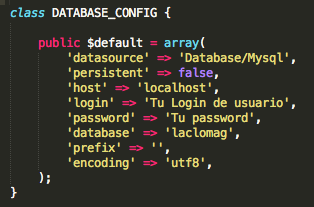 class DATABASE_CONFIG {
public $default = array(
'datasource' => 'Database/Mysql',
'persistent' => false,
'host' => 'localhost',
'login' => 'Tu Login de usuario',
'password' => 'Tu password',
'database' => 'laclomag',
'prefix' => '',
'encoding' => 'utf8',
);
}